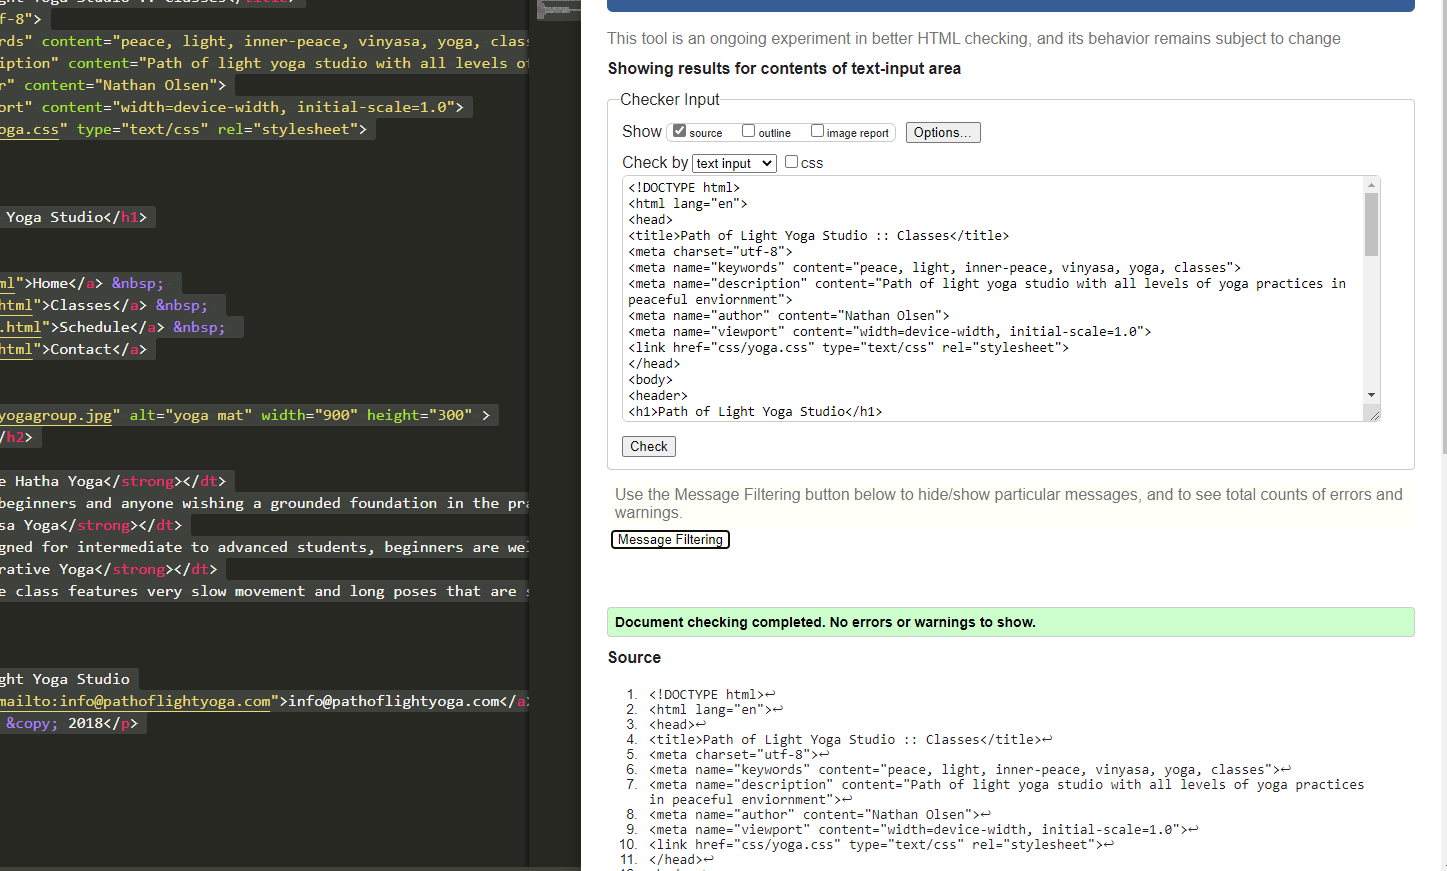 ght Yoga Studio :: Classes</title>
f-8">
rds" content="peace, light, inner-peace, vinyasa, yoga, clas
iption" content="Path of light yoga studio with all levels o
r" content="Nathan Olsen">
ort" content="width=device-width, initial-scale=1.0">
oga.css" type="text/css" rel="stylesheet">
Yoga Studio</h1>
ml">Home</a> &nbsp;
html">Classes</a> &nbsp;
.html">Schedule</a> &nbsp;
html">Contact</a>
yogagroup.jpg" alt="yoga mat" width="900" height="300" >
/h2>
e Hatha Yoga</strong></dt>
beginners and anyone wishing a grounded foundation in the pra
sa Yoga</strong></dt>
gned for intermediate to advanced students, beginners are wel
rative Yoga</strong></dt>
e class features very slow movement and long poses that are s
ght Yoga Studio
mailto:info@pathoflightyoga.com">info@pathoflightyoga.com</a>
&copy; 2018</p>
This tool is an ongoing experiment in better HTML checking, and its behavior remains subject to change
Showing results for contents of text-input area
Checker Input
Show source outline image report Options...
Check by text input css
<!DOCTYPE html>
<html lang="en">
<head>
<title>Path of Light Yoga Studio :: Classes</title>
<meta charset="utf-8">
<meta name="keywords" content="peace, light, inner-peace, vinyasa, yoga, classes">
<meta name="description" content="Path of light yoga studio with all levels of yoga practices in
peaceful enviornment">
<meta name="author" content="Nathan Olsen">
<meta name="viewport" content="width=device-width, initial-scale=1.0">
<link href="css/yoga.css" type="text/css" rel="stylesheet">
</head>
<body>
<header>
<h1>Path of Light Yoga Studio</h1>
Check
Use the Message Filtering button below to hide/show particular messages, and to see total counts of errors and
warnings.
Message Filtering
Document checking completed. No errors or warnings to show.
Source
1. <!DOCTYPE html>↩
2. <html lang="en">↩
3. <head>↩
4. <title>Path of Light Yoga Studio :: Classes</title>↩
5. <meta charset="utf-8">↩
6. <meta name="keywords" content="peace, light, inner-peace, vinyasa, yoga, classes">↩
7. <meta name="description" content="Path of light yoga studio with all levels of yoga practices
in peaceful enviornment">↩
8. <meta name="author" content="Nathan Olsen">↩
9. <meta name="viewport" content="width=device-width, initial-scale=1.0">↩
10. <link href="css/yoga.css" type="text/css" rel="stylesheet">↩
11. </head>↩